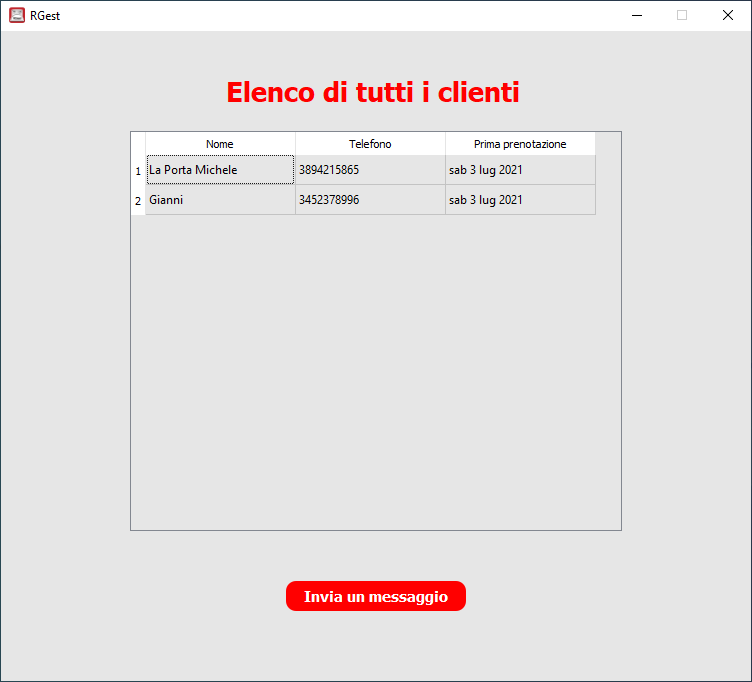 RGest
Elenco di tutti i clienti
Nome Telefono Prima prenotazione
1 La Porta Michele 3894215865 sab 3 lug 2021
2 Gianni 3452378996 sab 3 lug 2021
Invia un messaggio